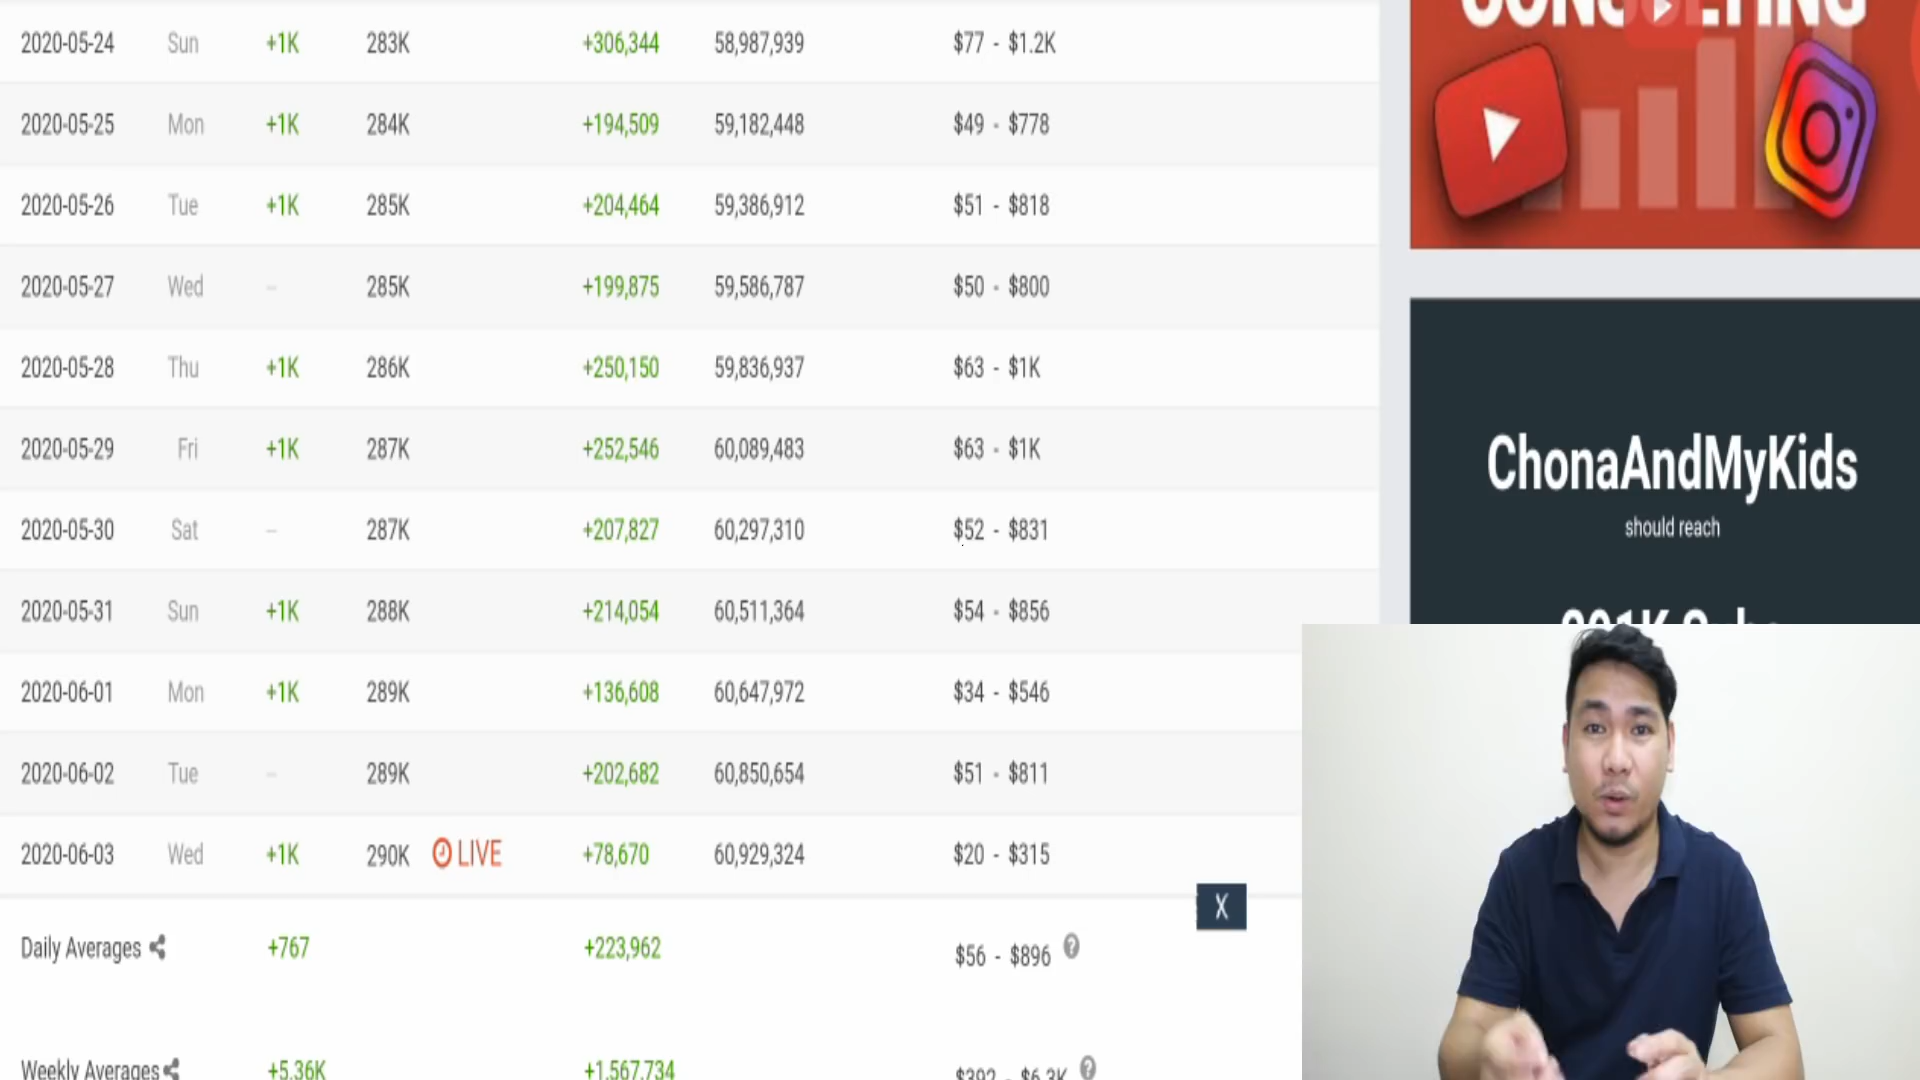 2020-05-24 Sun +1K 283K +306,344 58,987,939 $77 - $1.2K
2020-05-25 Mon +1K 284K +194,509 59,182,448 $49 - $778
2020-05-26 Tue +1K 285K +204,464 59,386,912 $51 - $818
2020-05-27 Wed -- 285K +199,875 59,586,787 $50 - $800
2020-05-28 Thu +1K 286K +250,150 59,836,937 $63 - $1K
2020-05-29 Fri +1K 287K +252,546 60,089,483 $63 - $1K
2020-05-30 Sat -- 287K +207,827 60,297,310 $52 - $831
2020-05-31 Sun +1K 288K +214,054 60,511,364 $54 - $856
2020-06-01 Mon +1K 289K +136,608 60,647,972 $34 - $546
2020-06-02 Tue -- 289K +202,682 60,850,654 $51 - $811
2020-06-03 Wed +1K 290K LIVE +78,670 60,929,324 $20 - $315
X
Daily Averages +767 +223,962 $56 - $896 ?
Weekly Averages +5.36K +1,567,734 $392 - $6.3K ?
ChonaAndMyKids
should reach